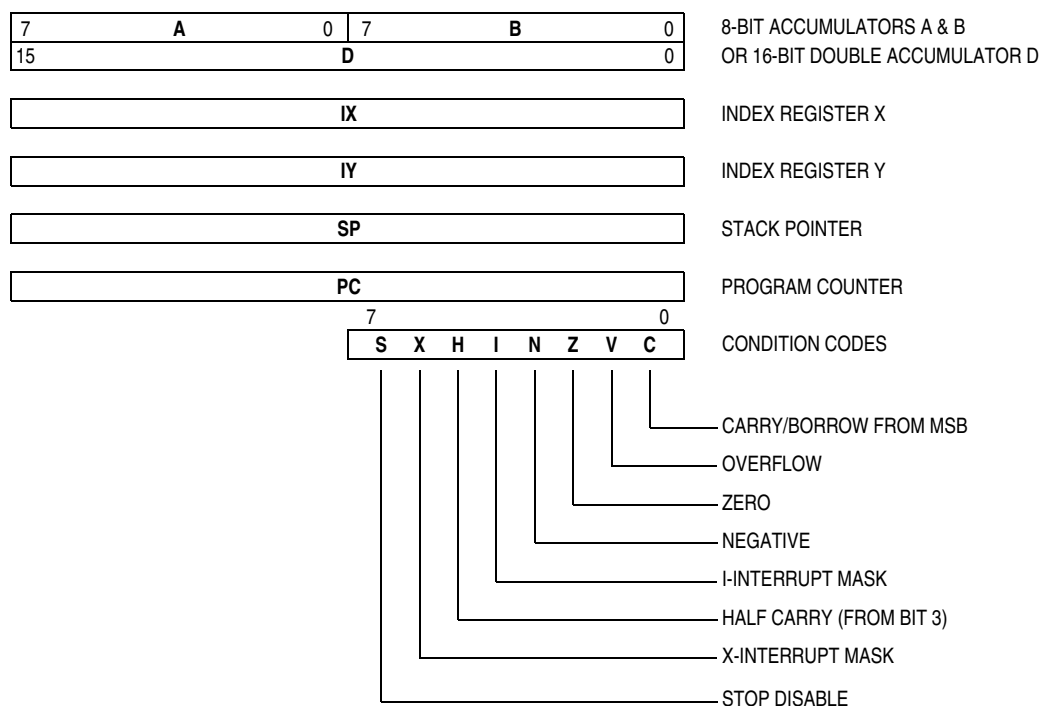 7 A 0 7 B 0 8-BIT ACCUMULATORS A & B
15 D 0 OR 16-BIT DOUBLE ACCUMULATOR D
IX INDEX REGISTER X
IY INDEX REGISTER Y
SP STACK POINTER
PC PROGRAM COUNTER
7 0
S X H I N Z V C CONDITION CODES
CARRY/BORROW FROM MSB
OVERFLOW
ZERO
NEGATIVE
I-INTERRUPT MASK
HALF CARRY (FROM BIT 3)
X-INTERRUPT MASK
STOP DISABLE